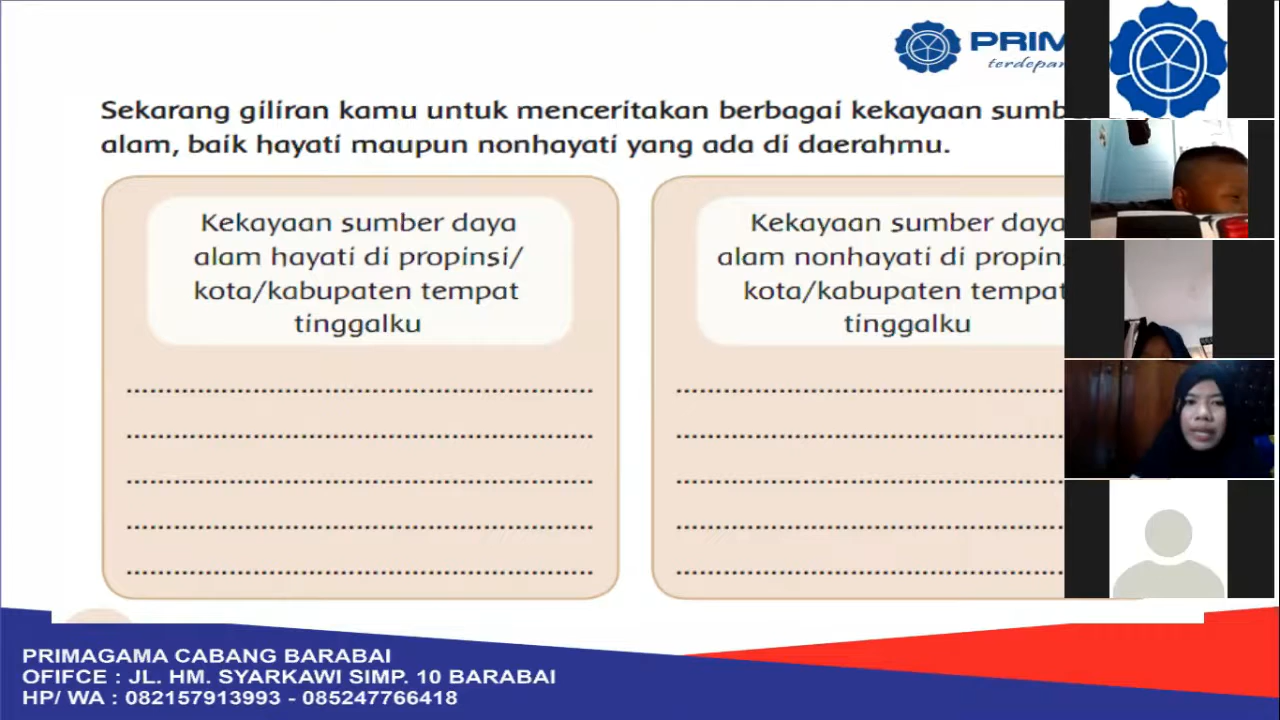 PRIM
terdepan
Sekarang giliran kamu untuk menceritakan berbagai kekayaan sumb
alam, baik hayati maupun nonhayati yang ada di daerahmu.
Kekayaan sumber daya
alam hayati di propinsi/
kota/kabupaten tempat
tinggalku
Kekayaan sumber daya
alam nonhayati di propins
kota/kabupaten tempat
tinggalku
PRIMAGAMA CABANG BARABAI
OFIFCE : JL. HM. SYARKAWI SIMP. 10 BARABAI
HP/ WA : 082157913993 - 085247766418